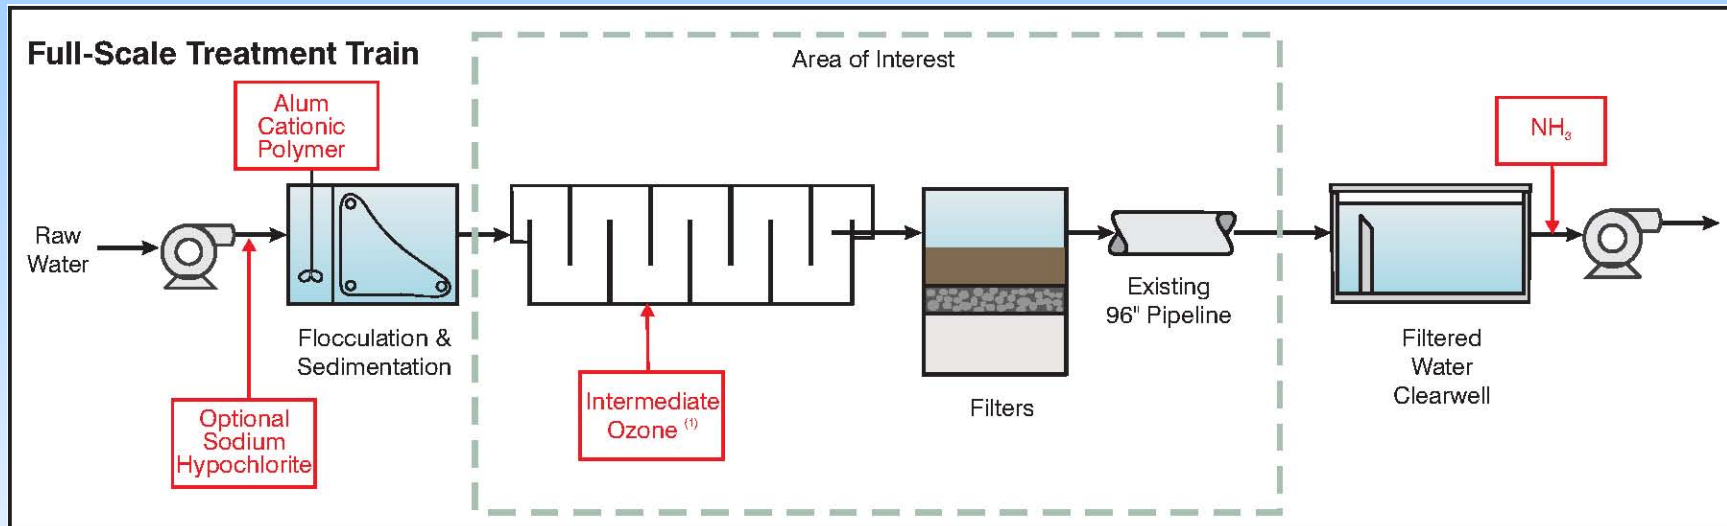 Full-Scale Treatment Train
Area of Interest
Alum
Cationic
Polymer
NH₃
Raw
Water
Flocculation &
Sedimentation
Optional
Sodium
Hypochlorite
Intermediate
Ozone (1)
Filters
Existing
96" Pipeline
Filtered
Water
Clearwell